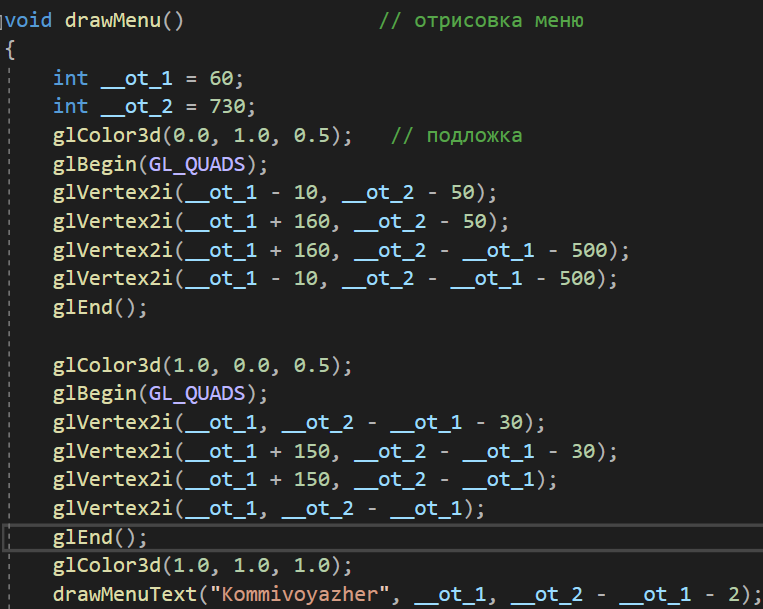 void drawMenu() // отрисовка меню
{
int __ot_1 = 60;
int __ot_2 = 730;
glColor3d(0.0, 1.0, 0.5); // подложка
glBegin(GL_QUADS);
glVertex2i(__ot_1 - 10, __ot_2 - 50);
glVertex2i(__ot_1 + 160, __ot_2 - 50);
glVertex2i(__ot_1 + 160, __ot_2 - __ot_1 - 500);
glVertex2i(__ot_1 - 10, __ot_2 - __ot_1 - 500);
glEnd();
glColor3d(1.0, 0.0, 0.5);
glBegin(GL_QUADS);
glVertex2i(__ot_1, __ot_2 - __ot_1 - 30);
glVertex2i(__ot_1 + 150, __ot_2 - __ot_1 - 30);
glVertex2i(__ot_1 + 150, __ot_2 - __ot_1);
glVertex2i(__ot_1, __ot_2 - __ot_1);
glEnd();
glColor3d(1.0, 1.0, 1.0);
drawMenuText("Kommivoyazher", __ot_1, __ot_2 - __ot_1 - 2);